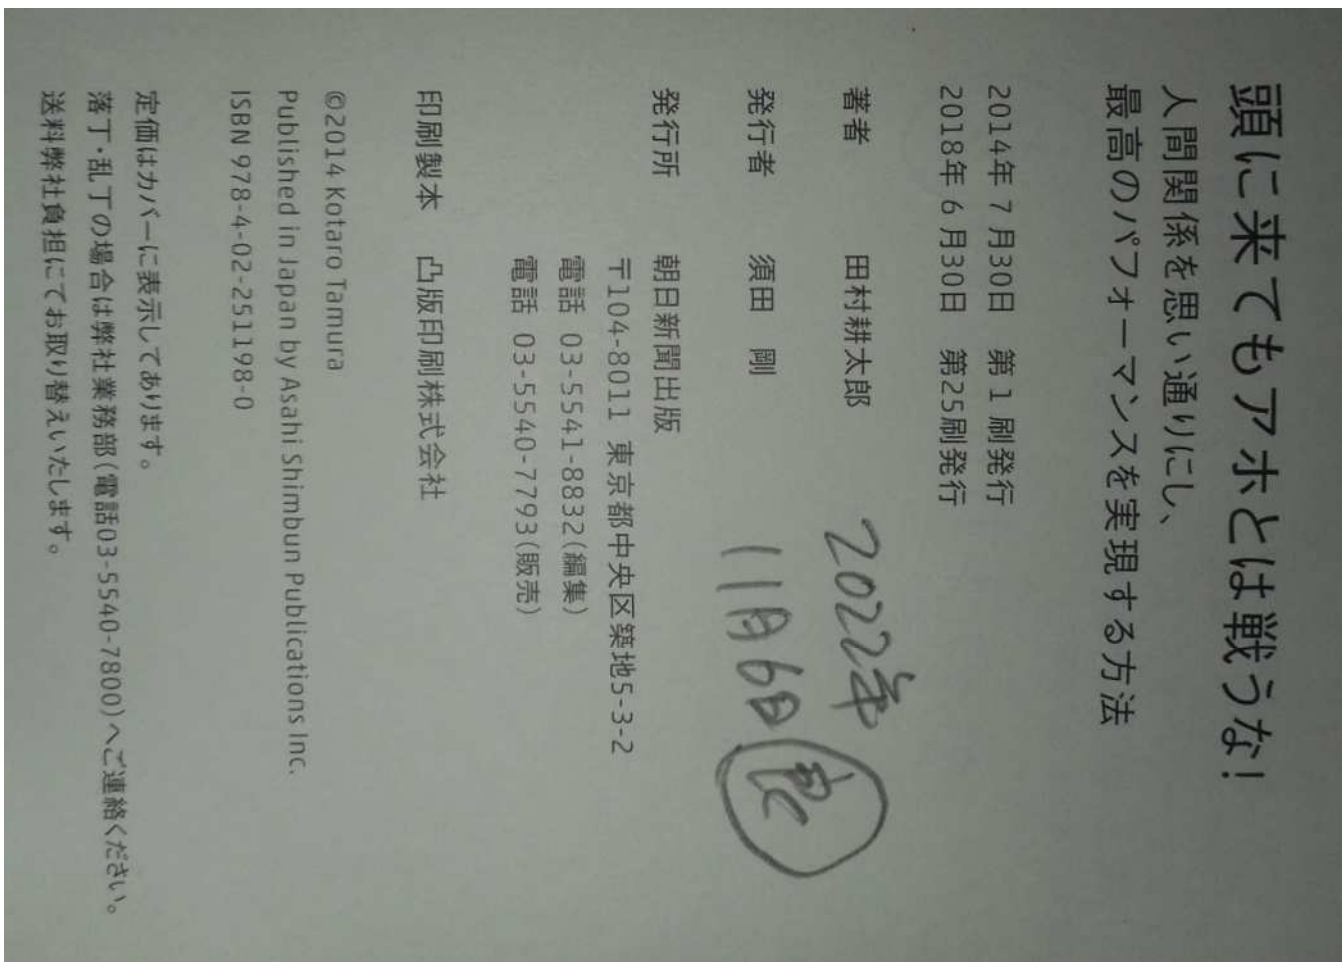 頭に来てもアホとは戦うな!
人間関係を思い通りにし、
最高のパフォーマンスを実現する方法
2014年 7 月30日 第 1 刷発行
2018年 6 月30日 第25刷発行
著者 田村耕太郎
発行者 須田 剛
発行所 朝日新聞出版
〒104-8011 東京都中央区築地5-3-2
電話 03-5541-8832(編集)
電話 03-5540-7793(販売)
印刷製本 凸版印刷株式会社
©2014 Kotaro Tamura
Published in Japan by Asahi Shimbun Publications Inc.
ISBN 978-4-02-251198-0
定価はカバーに表示してあります。
落丁・乱丁の場合は弊社業務部(電話03-5540-7800)へご連絡ください。
送料弊社負担にてお取り替えいたします。
2022年
11月6日